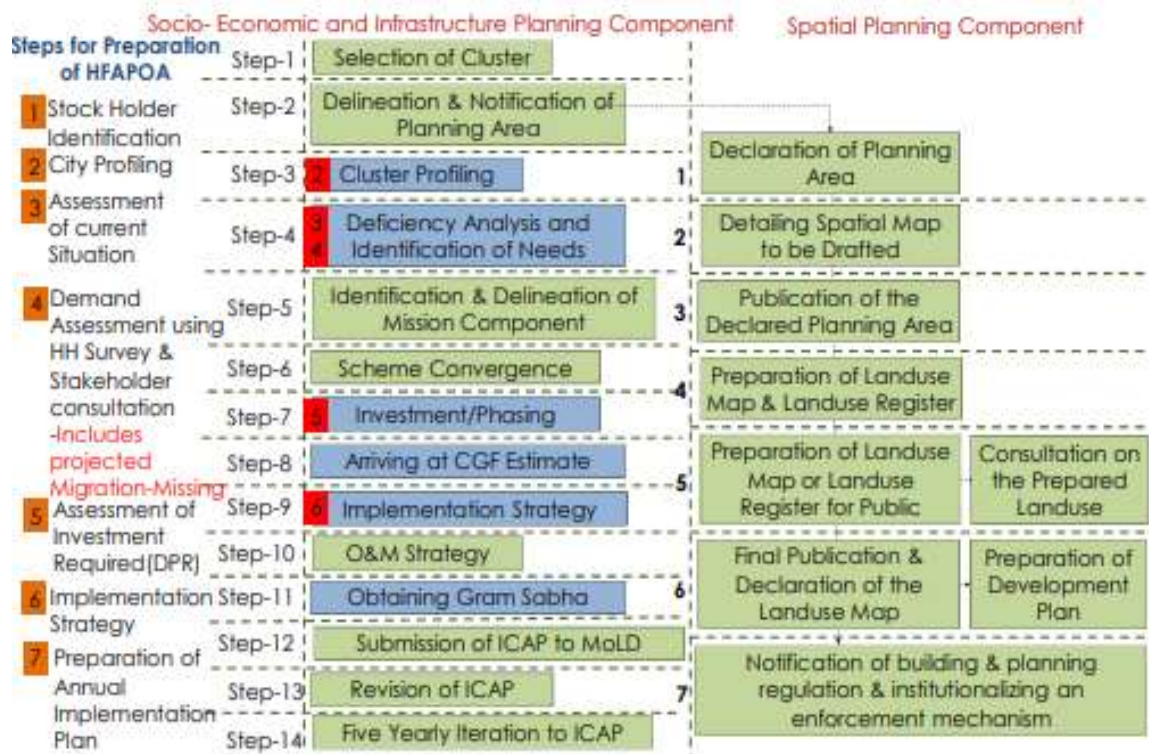 Socio- Economic and Infrastructure Planning Component
Spatial Planning Component
Steps for Preparation
of HFAPOA
1 Stock Holder
Identification
2 City Profiling
3 Assessment
of current
Situation
4 Demand
Assessment using
HH Survey &
Stakeholder
consultation
-Includes
projected
Migration-Missing
5 Assessment of
Investment
Required(DPR)
6 Implementation
Strategy
7 Preparation of
Annual
Implementation
Plan
Step-1 Selection of Cluster
Step-2 Delineation & Notification of
Planning Area
Step-3 2 Cluster Profiling
Step-4 3 4 Deficiency Analysis and
Identification of Needs
Step-5 Identification & Delineation of
Mission Component
Step-6 Scheme Convergence
Step-7 5 Investment/Phasing
Step-8 Arriving at CGF Estimate
Step-9 6 Implementation Strategy
Step-10 O&M Strategy
Step-11 Obtaining Gram Sabha
Step-12 Submission of ICAP to MoLD
Step-13 Revision of ICAP
Step-14 Five Yearly Iteration to ICAP
1 Declaration of Planning
Area
2 Detailing Spatial Map
to be Drafted
3 Publication of the
Declared Planning Area
4 Preparation of Landuse
Map & Landuse Register
5 Preparation of Landuse
Map or Landuse
Register for Public
Consultation on
the Prepared
Landuse
6 Final Publication &
Declaration of the
Landuse Map
Preparation of
Development
Plan
7 Notification of building & planning
regulation & institutionalizing an
enforcement mechanism